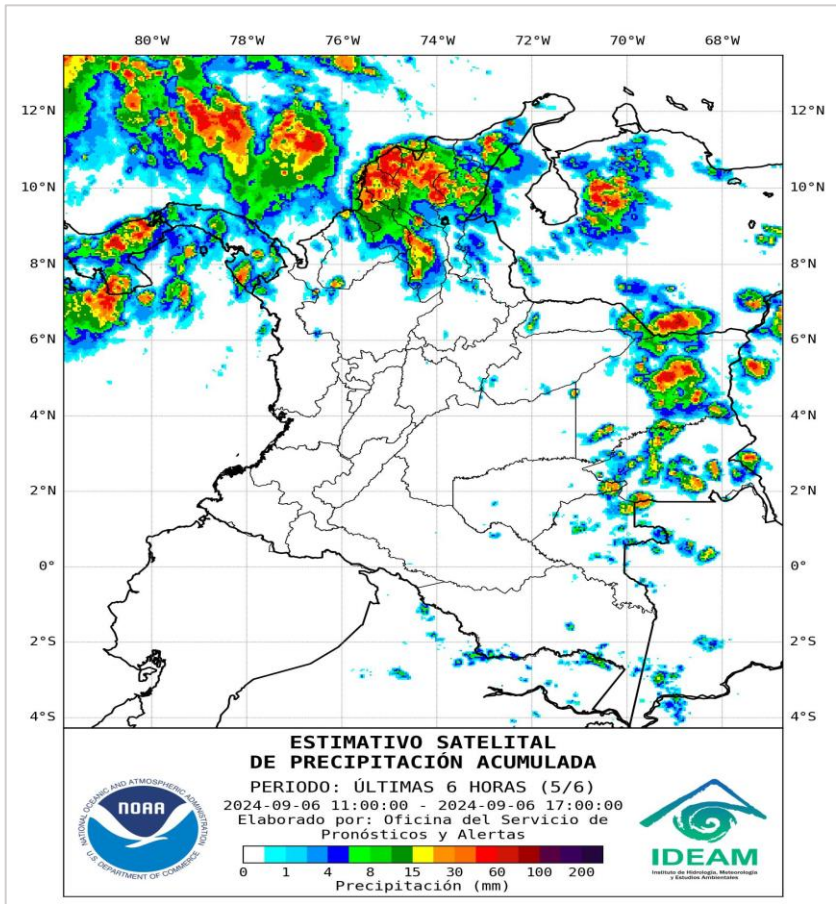 80°W 78°W 76°W 74°W 72°W 70°W 68°W
12°N 12°N
10°N 10°N
8°N 8°N
6°N 6°N
4°N 4°N
2°N 2°N
0° 0°
2°S 2°S
4°S 4°S
ESTIMATIVO SATELITAL
DE PRECIPITACIÓN ACUMULADA
PERIODO: ÚLTIMAS 6 HORAS (5/6)
2024-09-06 11:00:00 - 2024-09-06 17:00:00
Elaborado por: Oficina del Servicio de
Pronósticos y Alertas
0 1 4 8 15 30 60 100 200
Precipitación (mm)
NATIONAL OCEANIC AND ATMOSPHERIC ADMINISTRATION
NOAA
U.S. DEPARTMENT OF COMMERCE
IDEAM
Instituto de Hidrología, Meteorología
y Estudios Ambientales